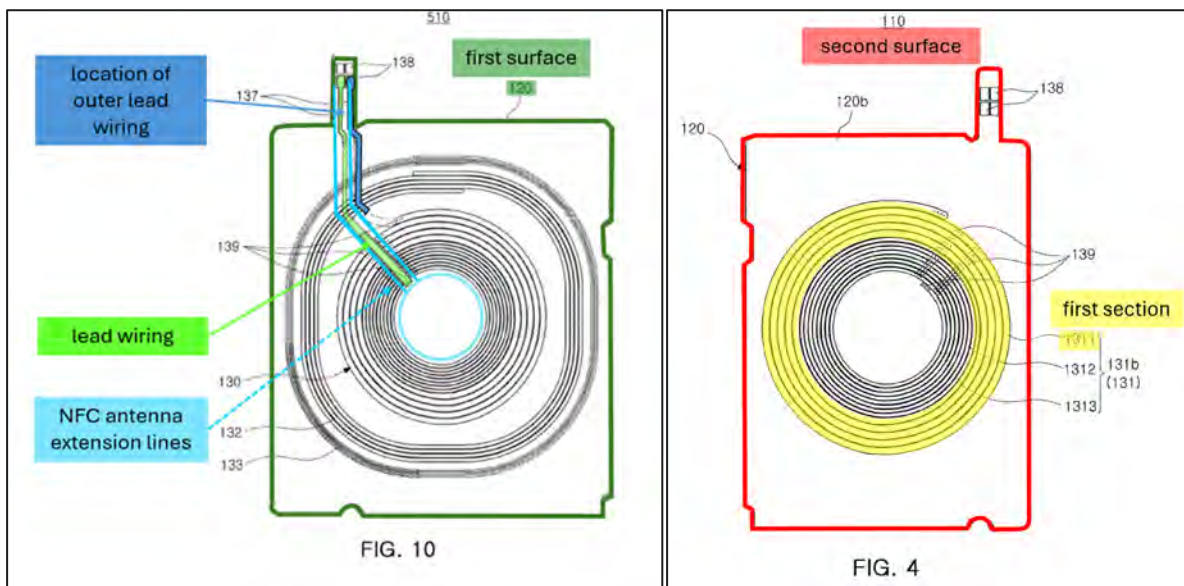 510
location of
outer lead
wiring
first surface
138
137
120
139
lead wiring
130
NFC antenna
extension lines
132
133
FIG. 10
110
second surface
138
120b
120
139
first section
1311
1312
131b
(131)
1313
FIG. 4